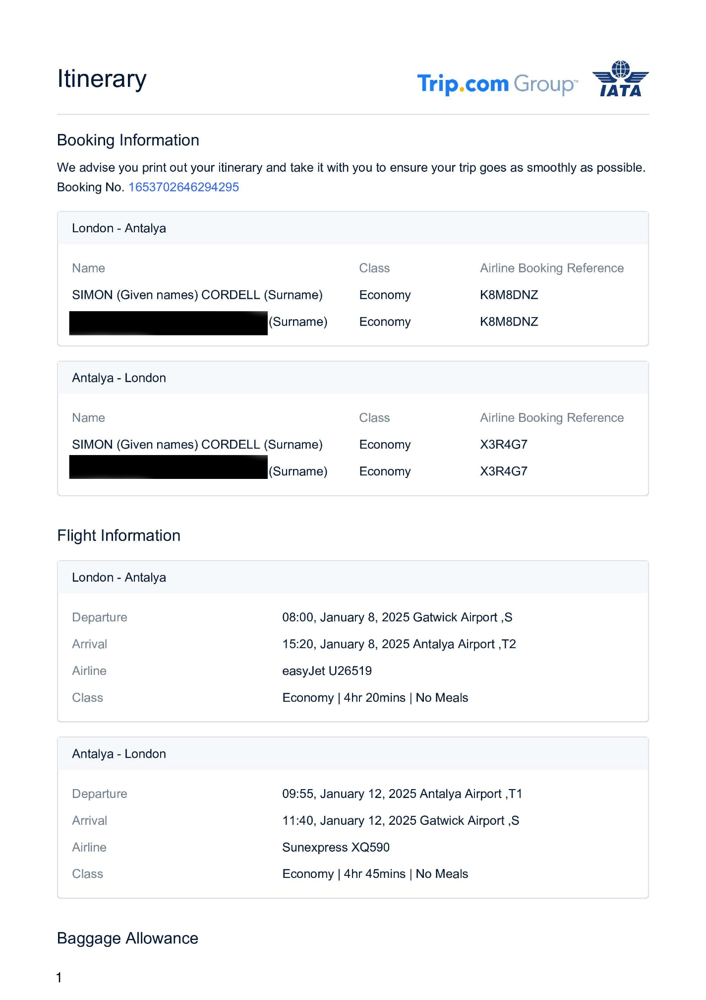 Itinerary
Trip.com Group™
IATA
Booking Information
We advise you print out your itinerary and take it with you to ensure your trip goes as smoothly as possible.
Booking No. 1653702646294295
London - Antalya
Name Class Airline Booking Reference
SIMON (Given names) CORDELL (Surname) Economy K8M8DNZ
(Surname) Economy K8M8DNZ
Antalya - London
Name Class Airline Booking Reference
SIMON (Given names) CORDELL (Surname) Economy X3R4G7
(Surname) Economy X3R4G7
Flight Information
London - Antalya
Departure 08:00, January 8, 2025 Gatwick Airport ,S
Arrival 15:20, January 8, 2025 Antalya Airport ,T2
Airline easyJet U26519
Class Economy | 4hr 20mins | No Meals
Antalya - London
Departure 09:55, January 12, 2025 Antalya Airport ,T1
Arrival 11:40, January 12, 2025 Gatwick Airport ,S
Airline Sunexpress XQ590
Class Economy | 4hr 45mins | No Meals
Baggage Allowance
1